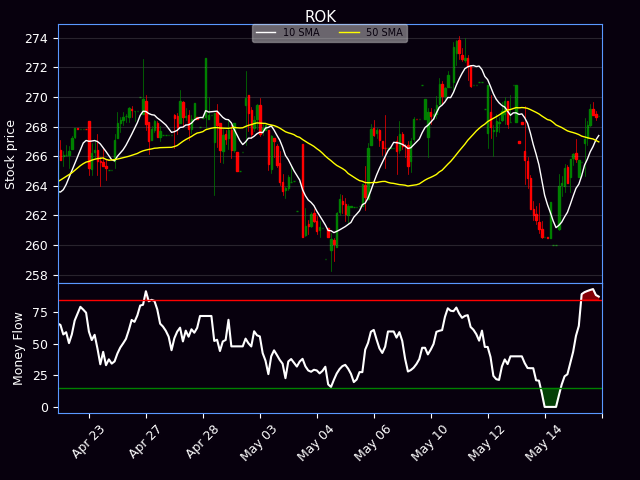 ROK
10 SMA 50 SMA
Stock price
274
272
270
268
266
264
262
260
258
Money Flow
75
50
25
0
Apr 23
Apr 27
Apr 28
May 03
May 04
May 06
May 10
May 12
May 14